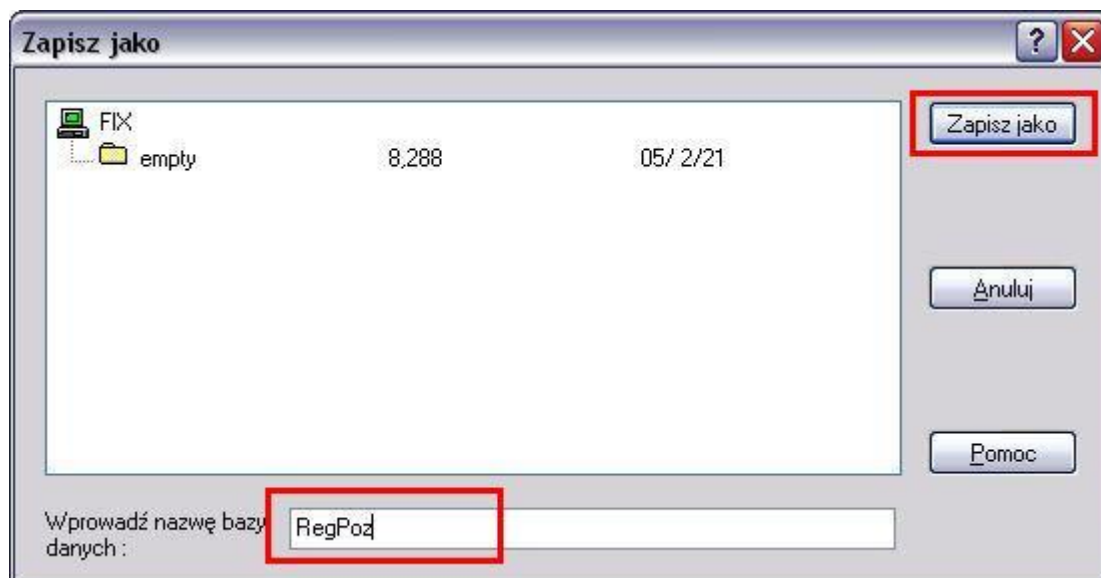 Zapisz jako
FIX
empty 8,288 05/ 2/21
Zapisz jako
Anuluj
Pomoc
Wprowadź nazwę bazy
danych :
RegPoz